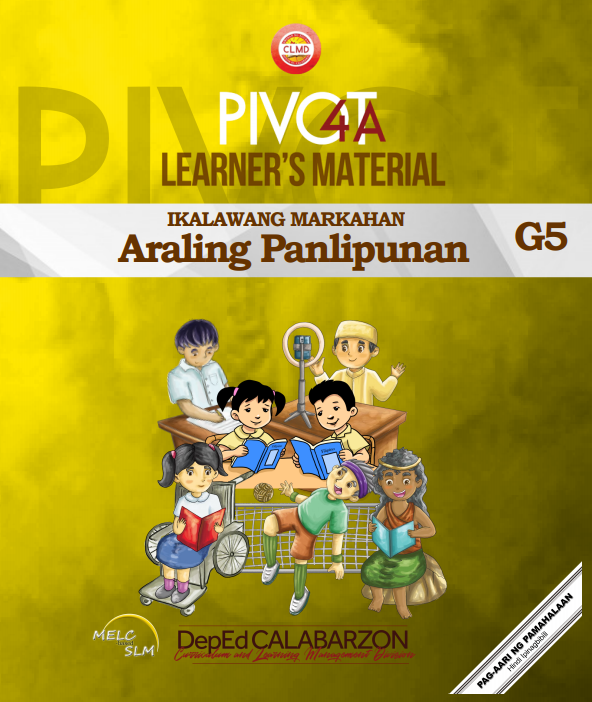 CLMD
PIVOT
PIVOT 4A
LEARNER'S MATERIAL
IKALAWANG MARKAHAN
Araling Panlipunan
G5
MELC
SLM
DepEd CALABARZON
Curriculum and Learning Management Division
PAG-AARI NG PAMAHALAAN
Hindi Ipinagbibili